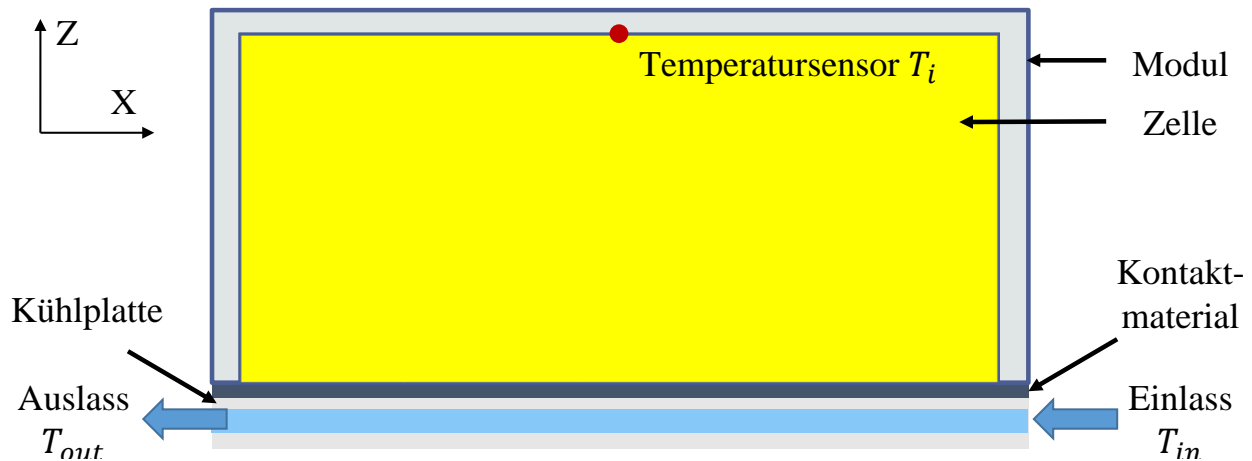 Z
X
Temperatursensor T_i
Modul
Zelle
Kühlplatte
Kontakt-
material
Auslass
T_out
Einlass
T_in